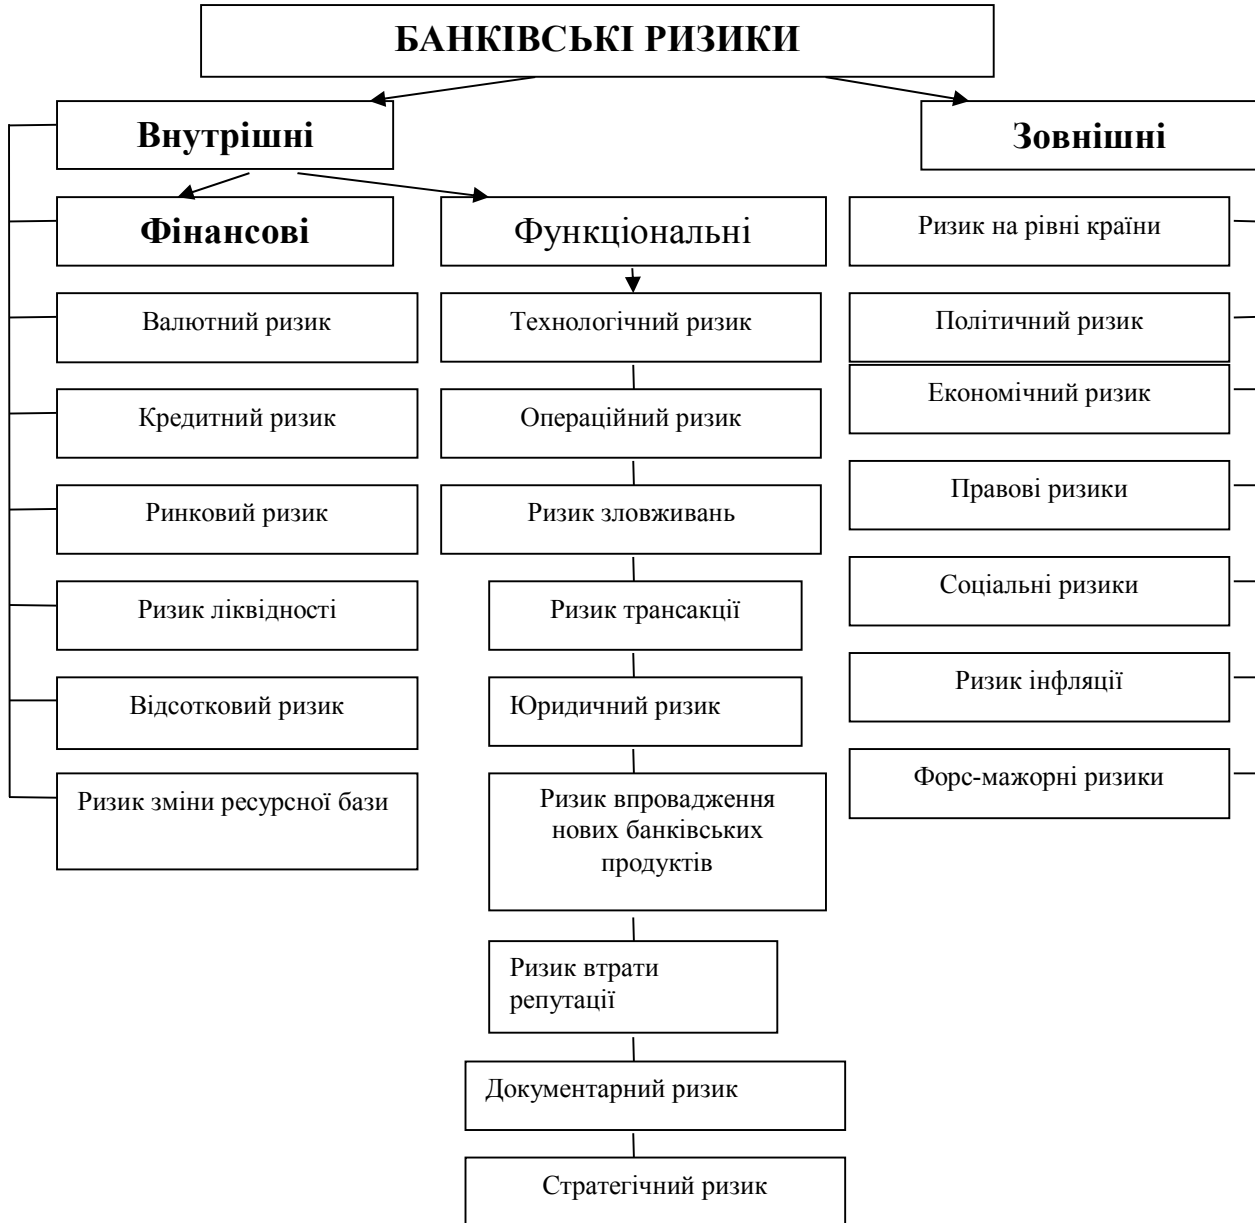 БАНКІВСЬКІ РИЗИКИ
Внутрішні
Зовнішні
Фінансові
Функціональні
Ризик на рівні країни
Валютний ризик
Технологічний ризик
Політичний ризик
Економічний ризик
Кредитний ризик
Операційний ризик
Правові ризики
Ринковий ризик
Ризик зловживань
Соціальні ризики
Ризик ліквідності
Ризик трансакції
Ризик інфляції
Відсотковий ризик
Юридичний ризик
Форс-мажорні ризики
Ризик зміни ресурсної бази
Ризик впровадження
нових банківських
продуктів
Ризик втрати
репутації
Документарний ризик
Стратегічний ризик